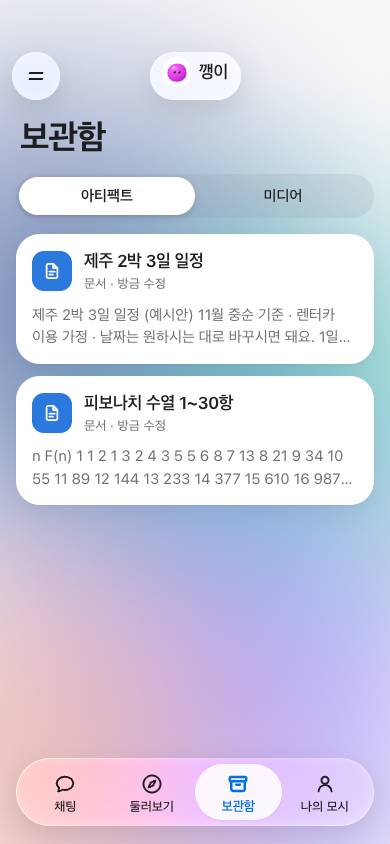 깽이
보관함
아티팩트
미디어
제주 2박 3일 일정
문서 · 방금 수정
제주 2박 3일 일정 (예시안) 11월 중순 기준 · 렌터카
이용 가정 · 날짜는 원하시는 대로 바꾸시면 돼요. 1일...
피보나치 수열 1~30항
문서 · 방금 수정
n F(n) 1 1 2 1 3 2 4 3 5 5 6 8 7 13 8 21 9 34 10
55 11 89 12 144 13 233 14 377 15 610 16 987...
채팅
둘러보기
보관함
나의 모시